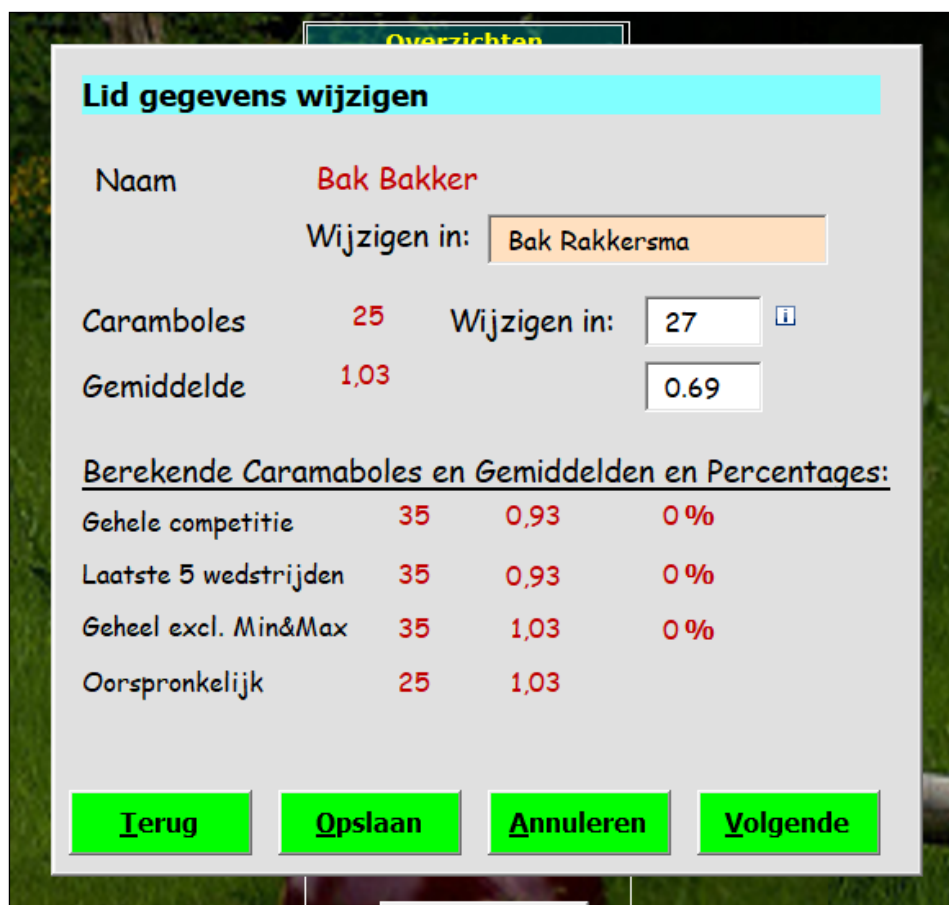 Overzichten
Lid gegevens wijzigen
Naam Bak Bakker
Wijzigen in: Bak Rakkersma
Caramboles 25 Wijzigen in: 27 i
Gemiddelde 1,03 0.69
Berekende Caramaboles en Gemiddelden en Percentages:
Gehele competitie 35 0,93 0 %
Laatste 5 wedstrijden 35 0,93 0 %
Geheel excl. Min&Max 35 1,03 0 %
Oorspronkelijk 25 1,03
Terug Opslaan Annuleren Volgende